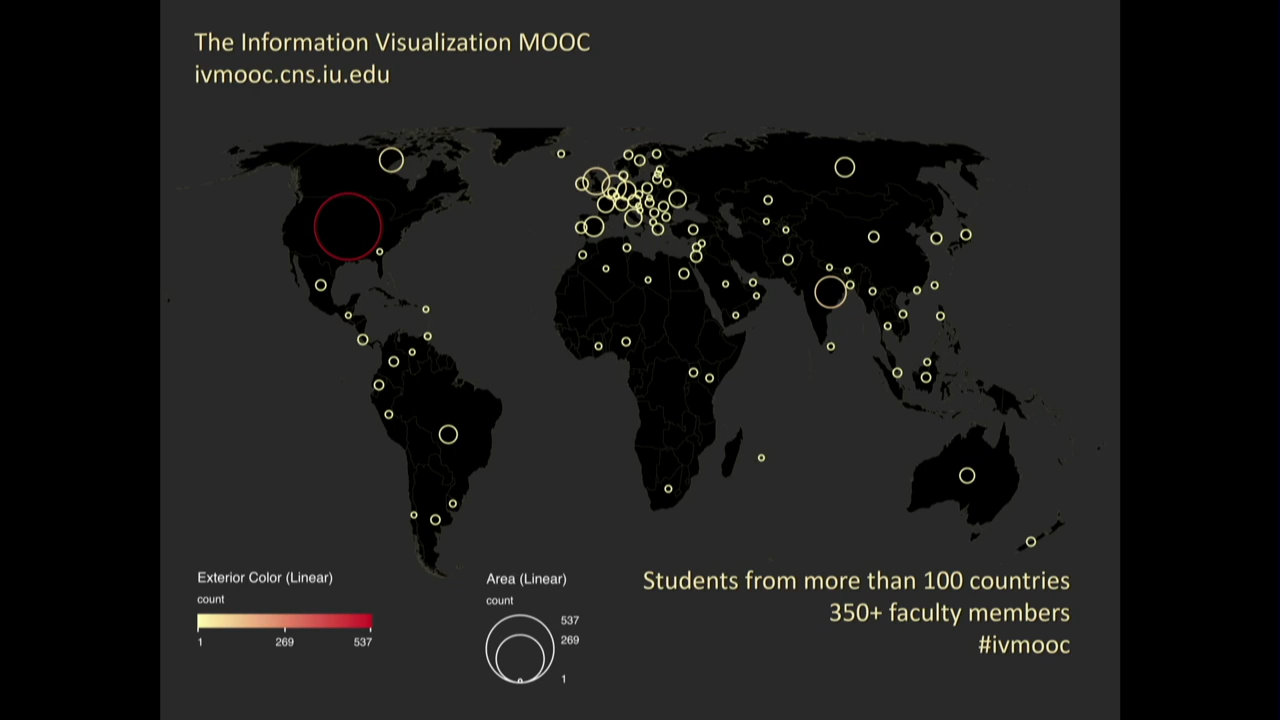 The Information Visualization MOOC
ivmooc.cns.iu.edu
Exterior Color (Linear)
count
1 269 537
Area (Linear)
count
537
269
1
Students from more than 100 countries
350+ faculty members
#ivmooc